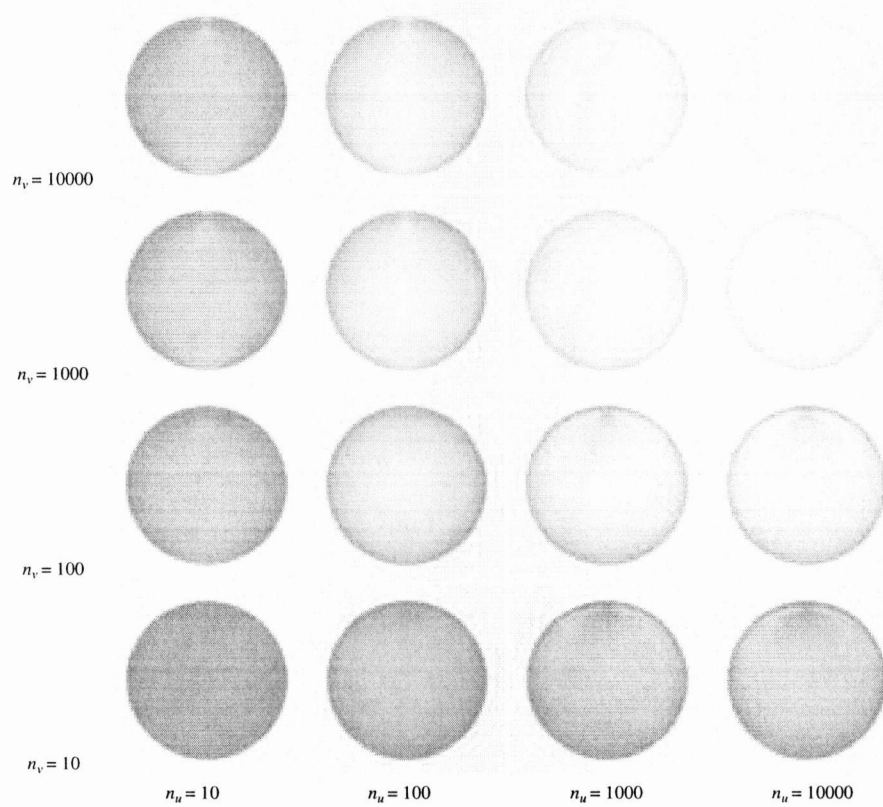 n_v = 10000
n_v = 1000
n_v = 100
n_v = 10
n_u = 10
n_u = 100
n_u = 1000
n_u = 10000